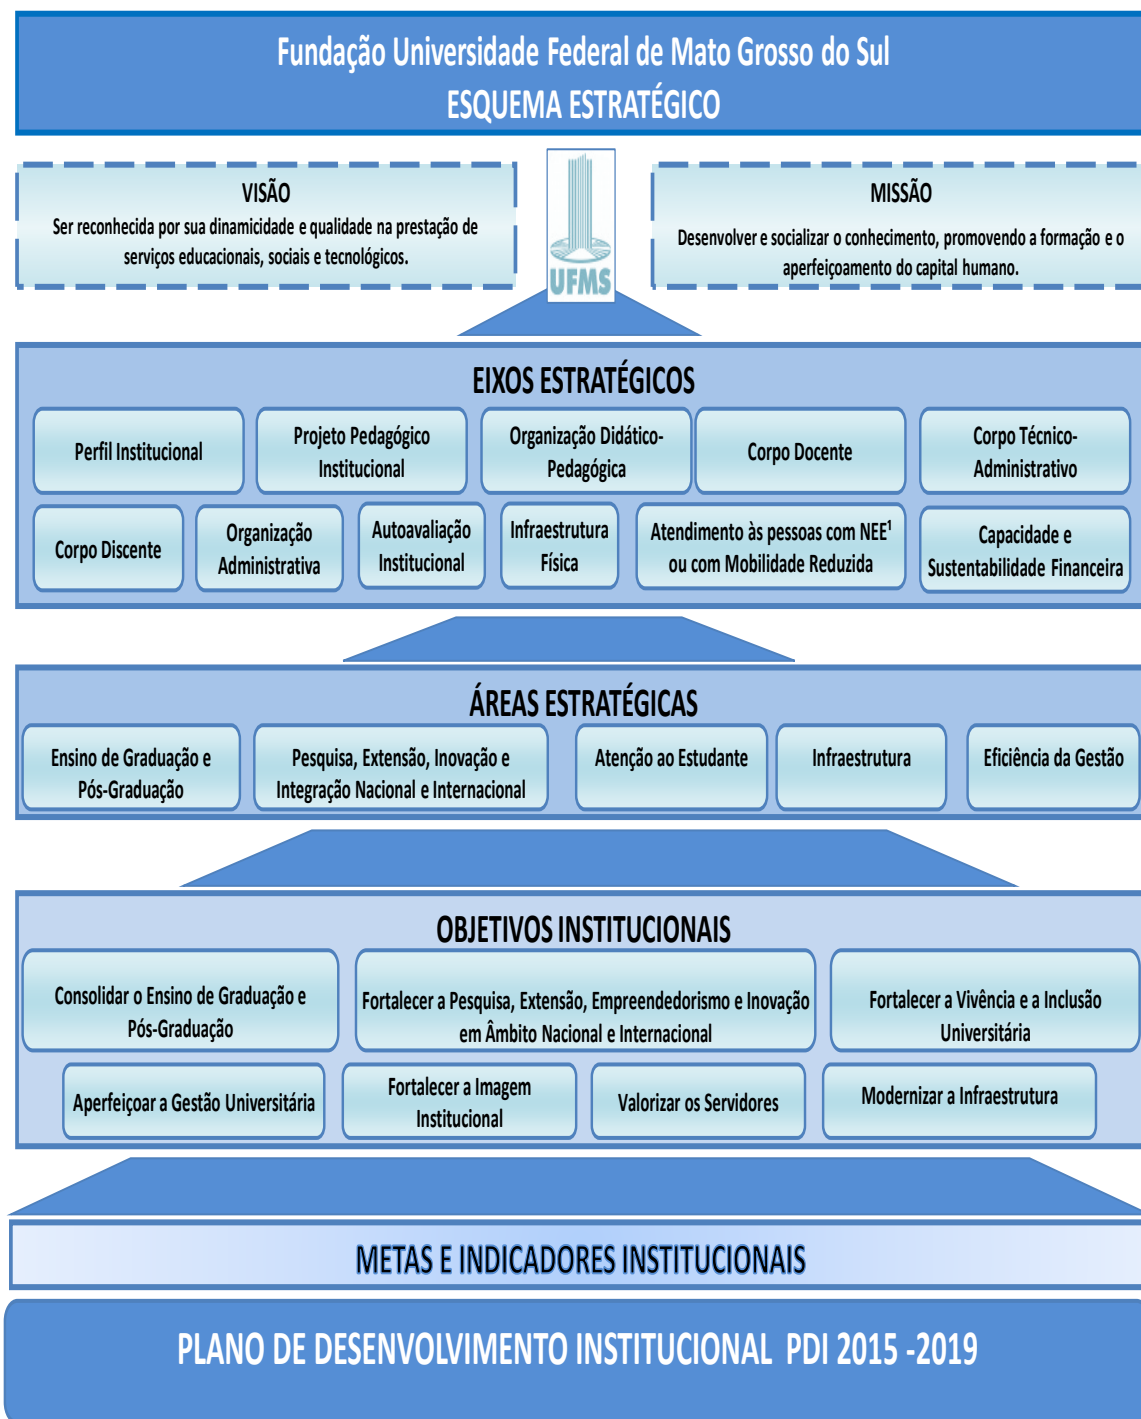 Fundação Universidade Federal de Mato Grosso do Sul
ESQUEMA ESTRATÉGICO
VISÃO
Ser reconhecida por sua dinamicidade e qualidade na prestação de
serviços educacionais, sociais e tecnológicos.
UFMS
MISSÃO
Desenvolver e socializar o conhecimento, promovendo a formação e o
aperfeiçoamento do capital humano.
EIXOS ESTRATÉGICOS
Perfil Institucional
Projeto Pedagógico
Institucional
Organização Didático-
Pedagógica
Corpo Docente
Corpo Técnico-
Administrativo
Corpo Discente
Organização
Administrativa
Autoavaliação
Institucional
Infraestrutura
Física
Atendimento às pessoas com NEE¹
ou com Mobilidade Reduzida
Capacidade e
Sustentabilidade Financeira
ÁREAS ESTRATÉGICAS
Ensino de Graduação e
Pós-Graduação
Pesquisa, Extensão, Inovação e
Integração Nacional e Internacional
Atenção ao Estudante
Infraestrutura
Eficiência da Gestão
OBJETIVOS INSTITUCIONAIS
Consolidar o Ensino de Graduação e
Pós-Graduação
Fortalecer a Pesquisa, Extensão, Empreendedorismo e Inovação
em Âmbito Nacional e Internacional
Fortalecer a Vivência e a Inclusão
Universitária
Aperfeiçoar a Gestão Universitária
Fortalecer a Imagem
Institucional
Valorizar os Servidores
Modernizar a Infraestrutura
METAS E INDICADORES INSTITUCIONAIS
PLANO DE DESENVOLVIMENTO INSTITUCIONAL PDI 2015 -2019